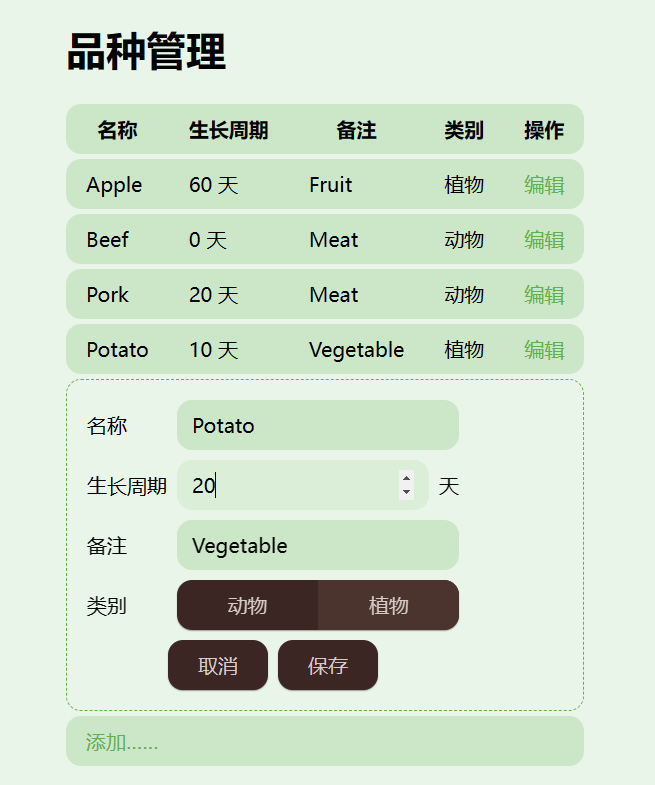 品种管理
名称 生长周期 备注 类别 操作
Apple 60 天 Fruit 植物 编辑
Beef 0 天 Meat 动物 编辑
Pork 20 天 Meat 动物 编辑
Potato 10 天 Vegetable 植物 编辑
名称 Potato
生长周期 20 天
备注 Vegetable
类别 动物 植物
取消 保存
添加……